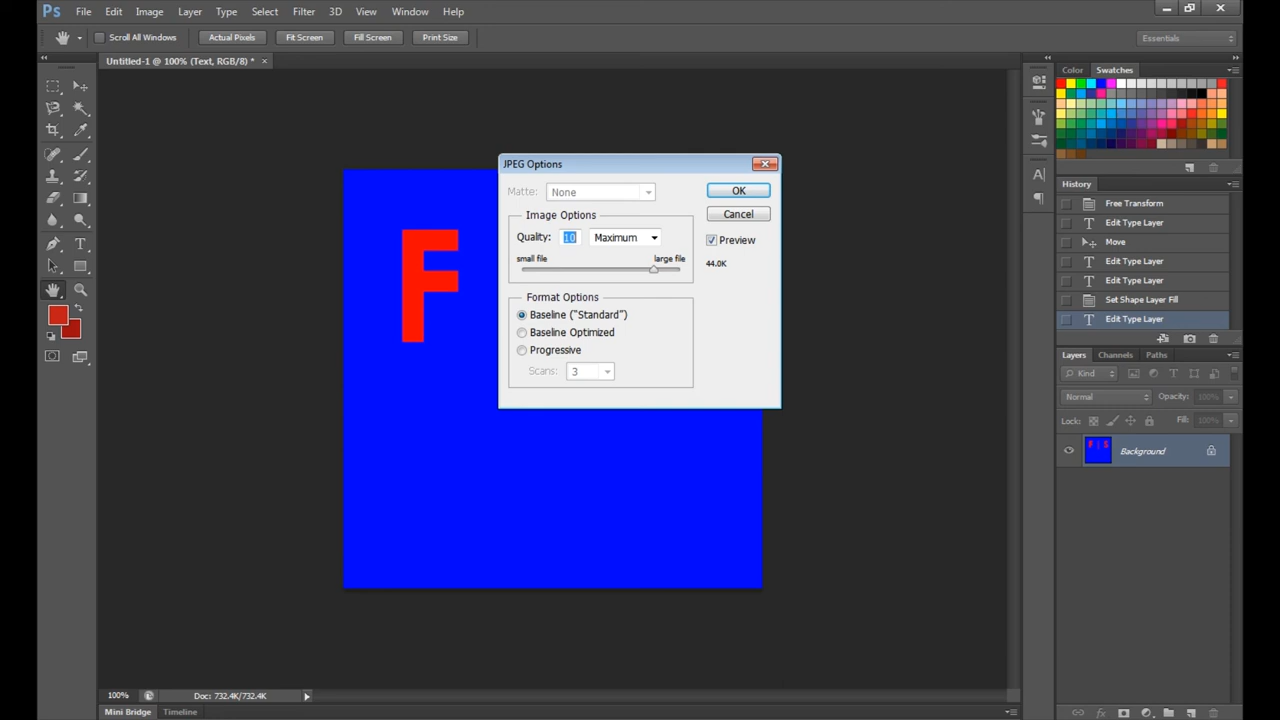 Ps File Edit Image Layer Type Select Filter 3D View Window Help
Scroll All Windows Actual Pixels Fit Screen Fill Screen Print Size Essentials
Untitled-1 @ 100% (Text, RGB/8) * ×
Color Swatches
JPEG Options
Matte: None
OK
Image Options
Cancel
Quality: 10 Maximum
Preview
small file large file
44.0K
Format Options
Baseline ("Standard")
Baseline Optimized
Progressive
Scans: 3
F
History
Free Transform
Edit Type Layer
Move
Edit Type Layer
Edit Type Layer
Set Shape Layer Fill
Edit Type Layer
Layers Channels Paths
Kind
Normal Opacity: 100%
Lock: Fill: 100%
F S
Background
100% Doc: 732.4K/732.4K
Mini Bridge Timeline